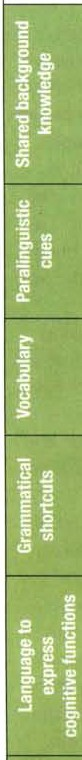 Shared background
knowledge
Paralinguistic
cues
Vocabulary
Grammatical
shortcuts
Language to
express
cognitive functions